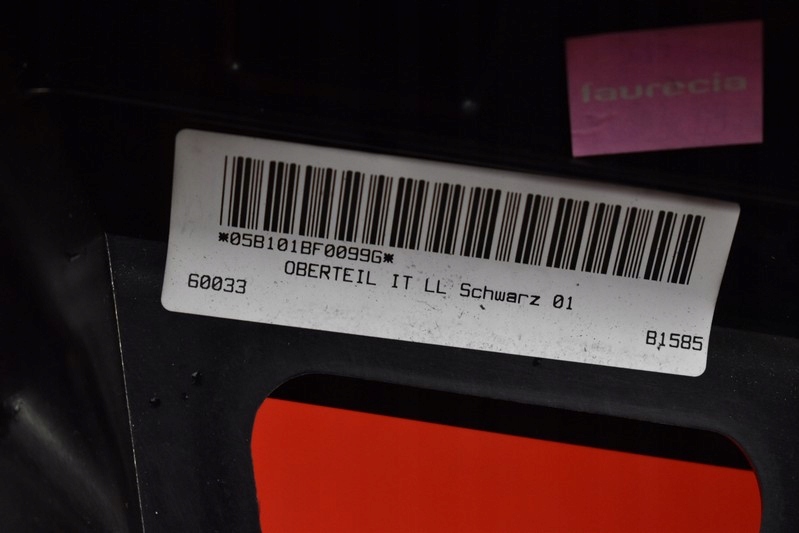 faurecia
*05B101BF0099G*
OBERTEIL IT LL Schwarz 01
60033
B1585